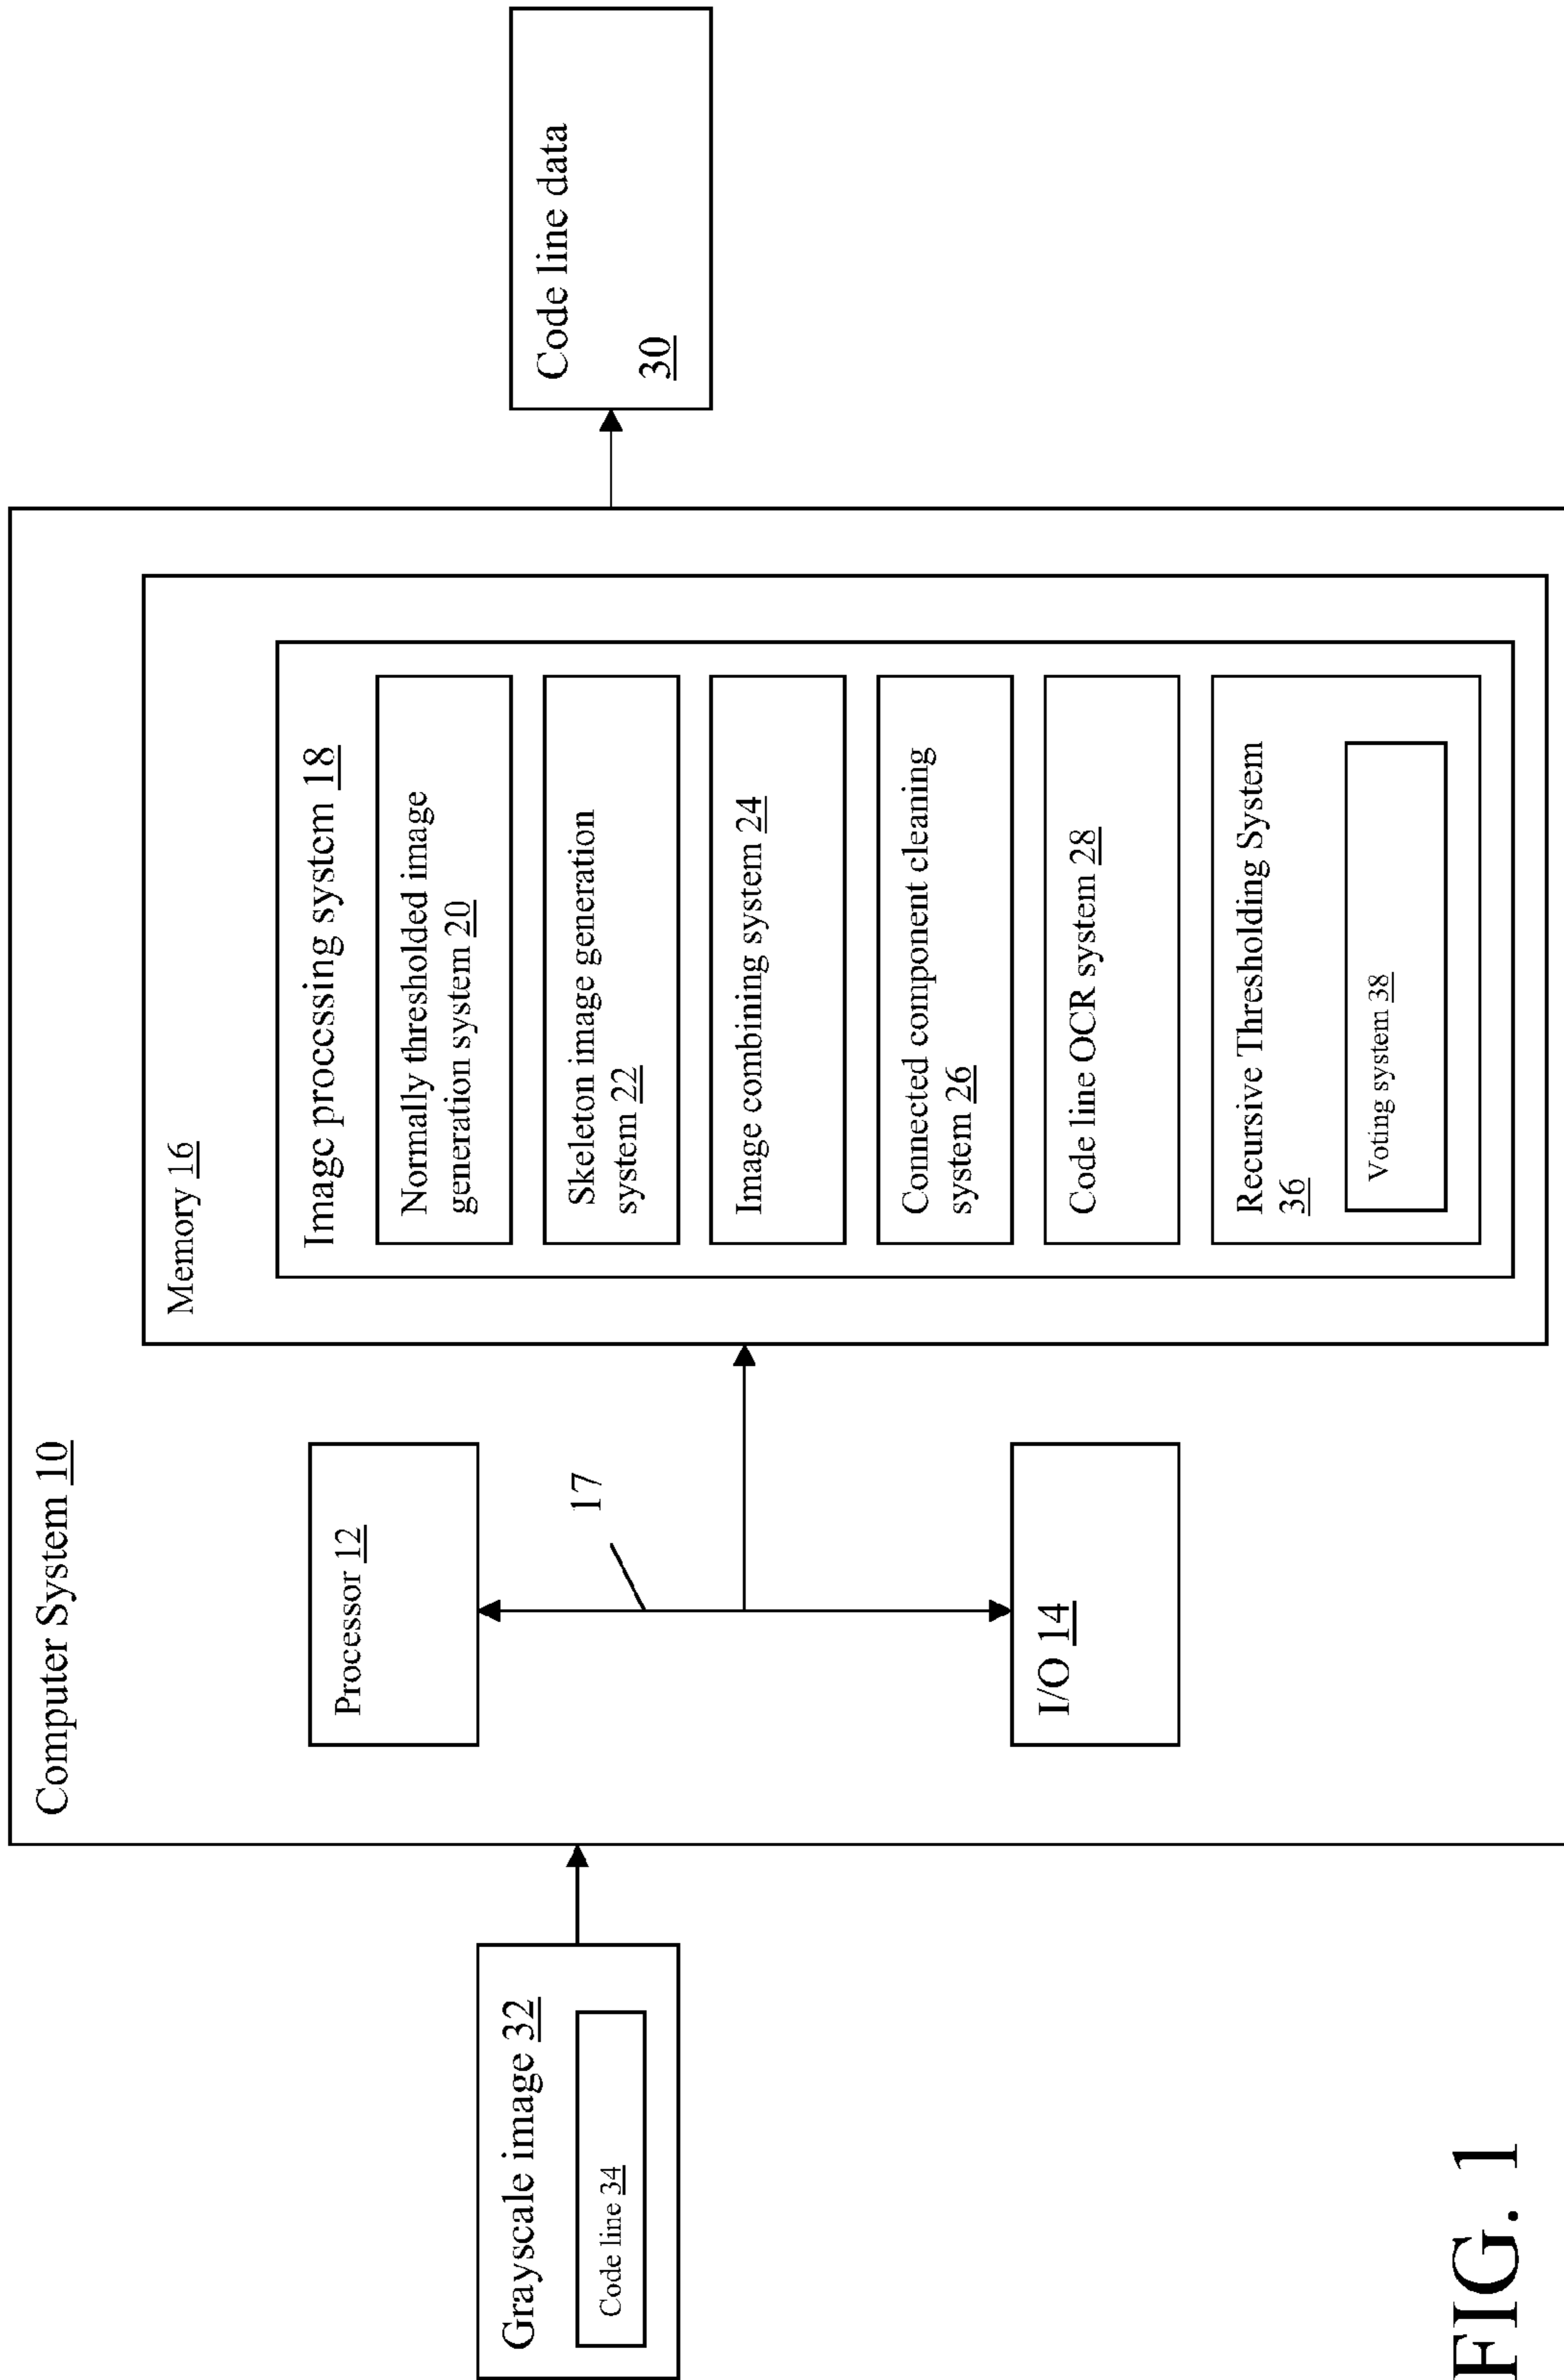 Computer System 10
Grayscale image 32
Code line 34
Processor 12
17
I/O 14
Memory 16
Image processing system 18
Normally thresholded image
generation system 20
Skeleton image generation
system 22
Image combining system 24
Connected component cleaning
system 26
Code line OCR system 28
Recursive Thresholding System
36
Voting system 38
Code line data
30
FIG. 1